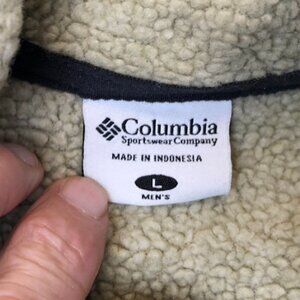 Columbia
Sportswear Company
MADE IN INDONESIA
L
MEN'S